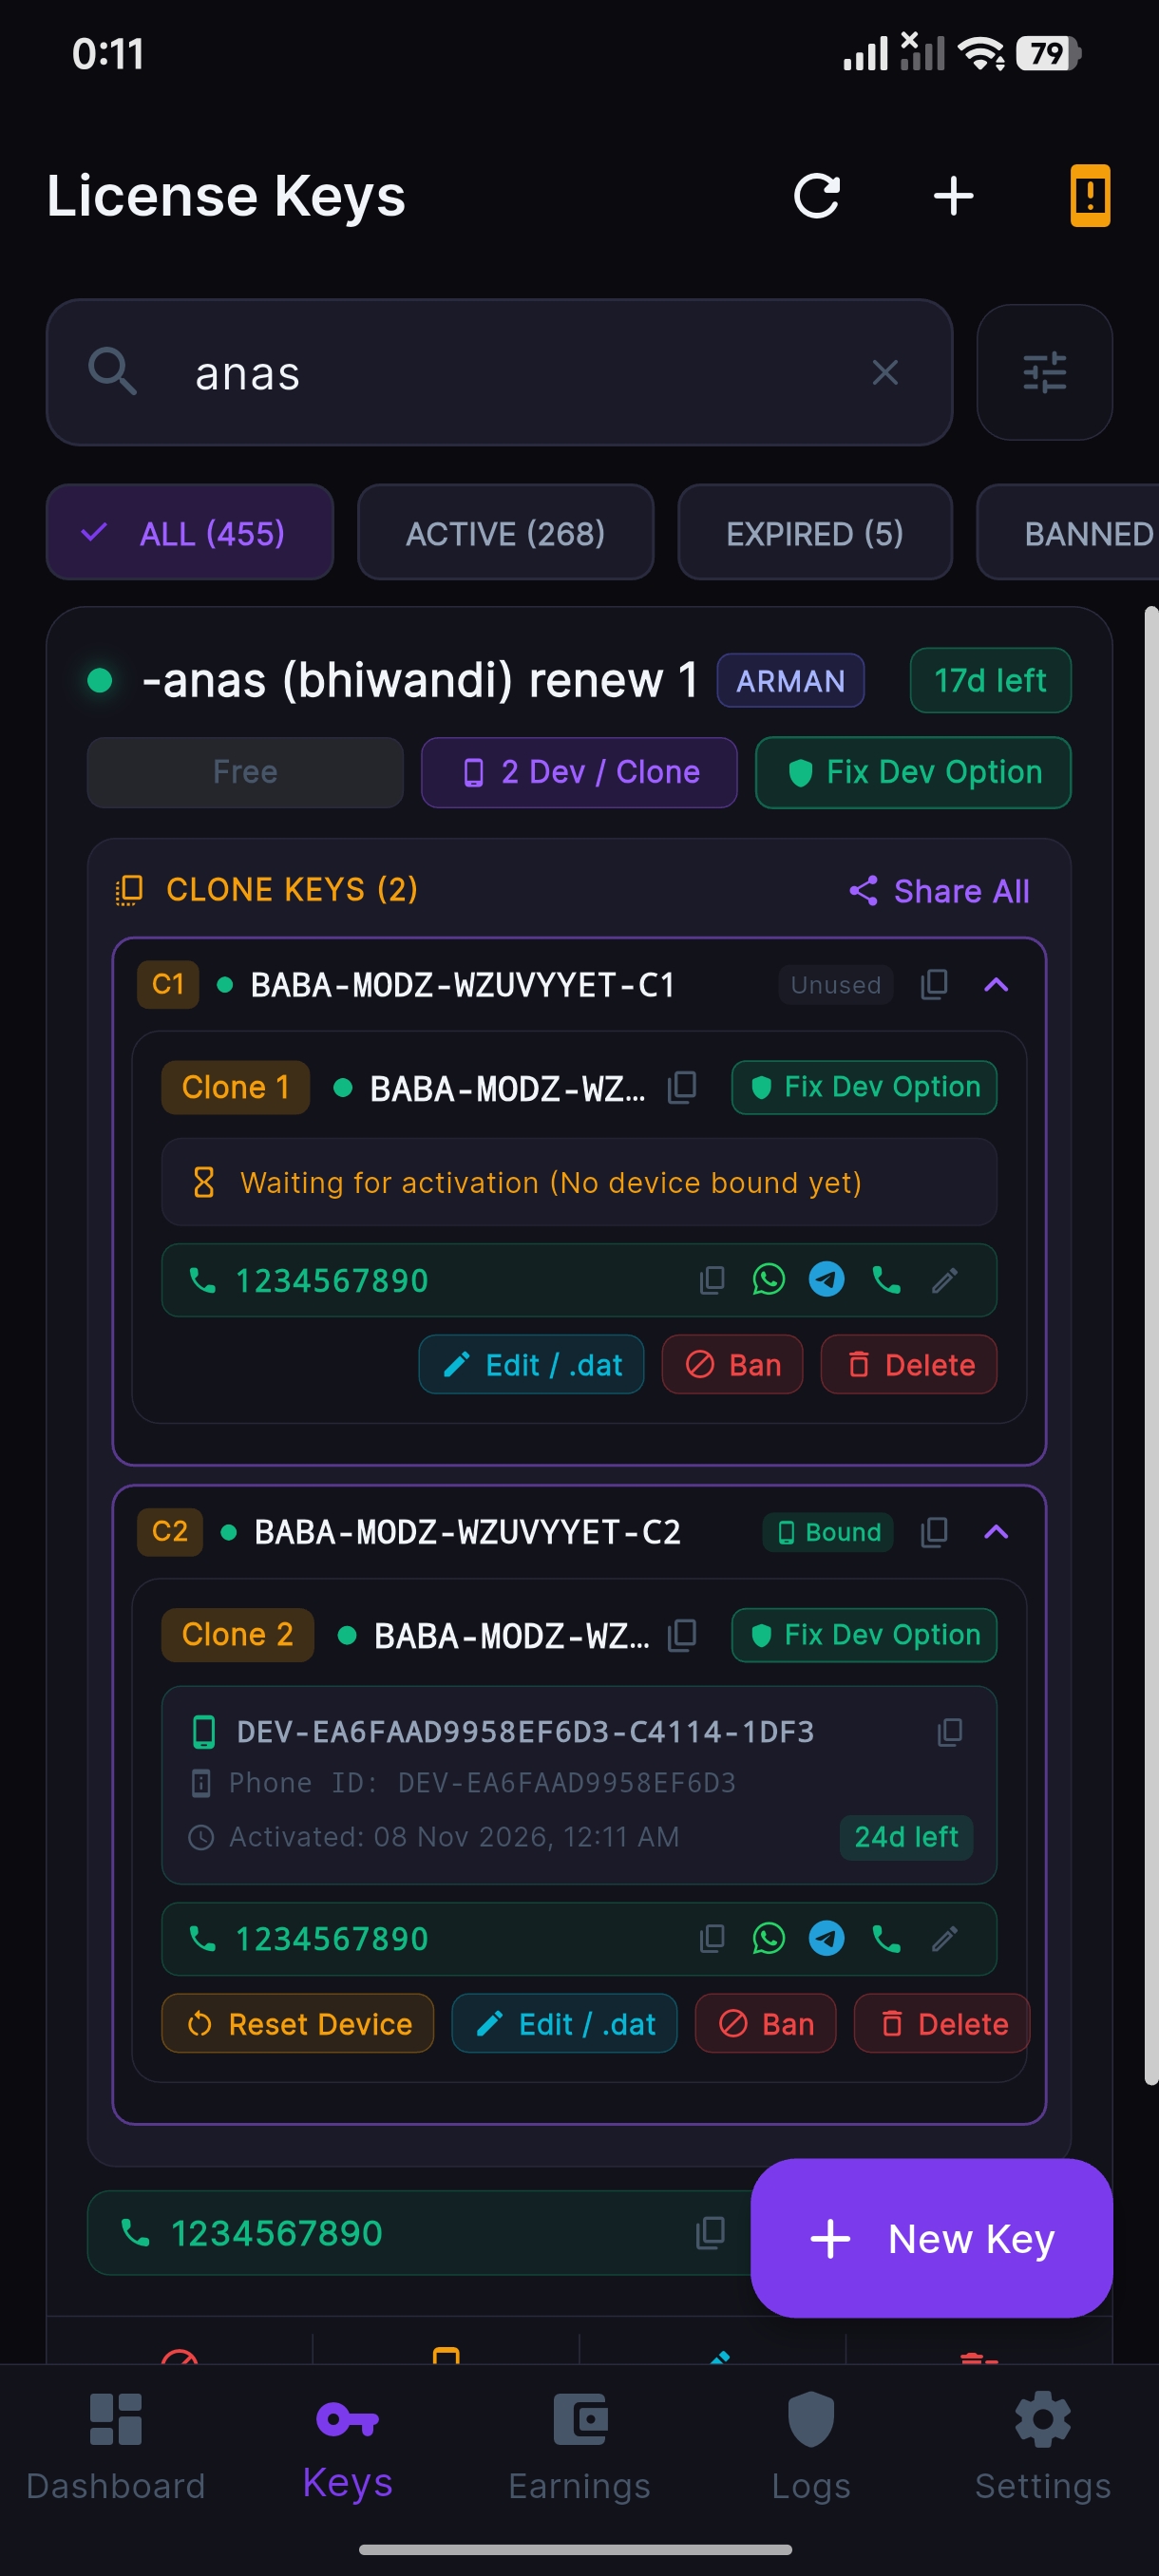 0:11
79
License Keys
anas
ALL (455)
ACTIVE (268)
EXPIRED (5)
BANNED
-anas (bhiwandi) renew 1
ARMAN
17d left
Free
2 Dev / Clone
Fix Dev Option
CLONE KEYS (2)
Share All
C1
BABA-MODZ-WZUVYYET-C1
Unused
Clone 1
BABA-MODZ-WZ...
Fix Dev Option
Waiting for activation (No device bound yet)
1234567890
Edit / .dat
Ban
Delete
C2
BABA-MODZ-WZUVYYET-C2
Bound
Clone 2
BABA-MODZ-WZ...
Fix Dev Option
DEV-EA6FAAD9958EF6D3-C4114-1DF3
Phone ID: DEV-EA6FAAD9958EF6D3
Activated: 08 Nov 2026, 12:11 AM
24d left
1234567890
Reset Device
Edit / .dat
Ban
Delete
1234567890
New Key
Dashboard
Keys
Earnings
Logs
Settings